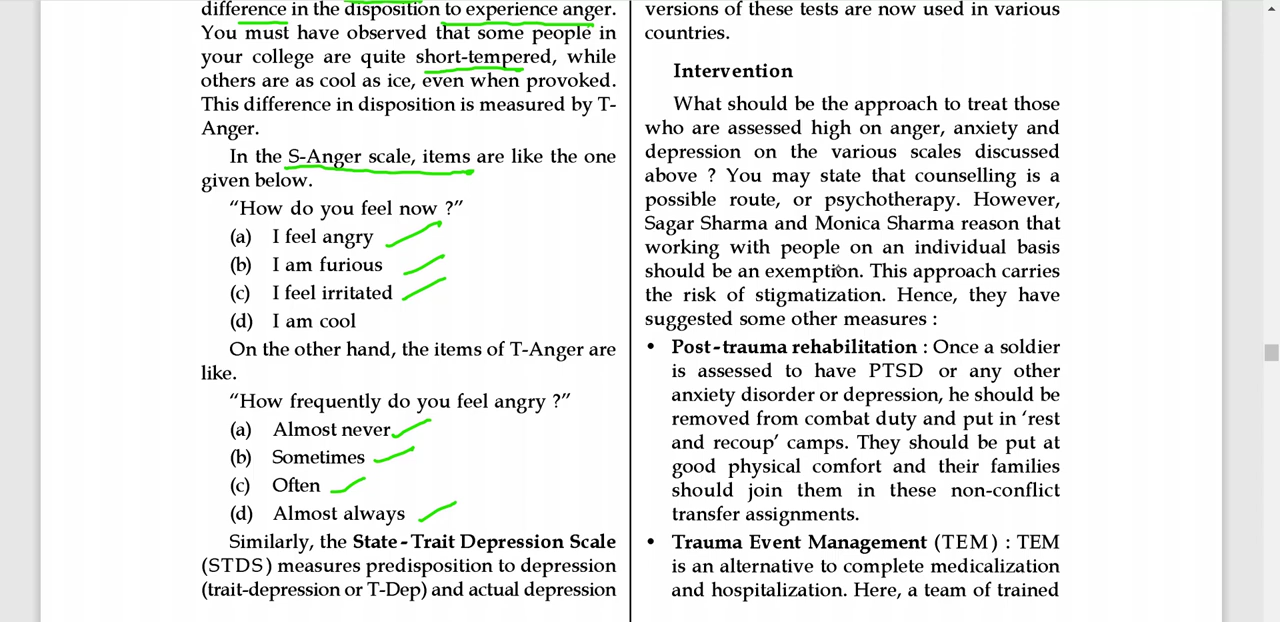 difference in the disposition to experience anger.
You must have observed that some people in
your college are quite short-tempered, while
others are as cool as ice, even when provoked.
This difference in disposition is measured by T-
Anger.
In the S-Anger scale, items are like the one
given below.
“How do you feel now ?”
(a) I feel angry
(b) I am furious
(c) I feel irritated
(d) I am cool
On the other hand, the items of T-Anger are
like.
“How frequently do you feel angry ?”
(a) Almost never
(b) Sometimes
(c) Often
(d) Almost always
Similarly, the State-Trait Depression Scale
(STDS) measures predisposition to depression
(trait-depression or T-Dep) and actual depression
versions of these tests are now used in various
countries.
Intervention
What should be the approach to treat those
who are assessed high on anger, anxiety and
depression on the various scales discussed
above ? You may state that counselling is a
possible route, or psychotherapy. However,
Sagar Sharma and Monica Sharma reason that
working with people on an individual basis
should be an exemption. This approach carries
the risk of stigmatization. Hence, they have
suggested some other measures :
• Post-trauma rehabilitation : Once a soldier
is assessed to have PTSD or any other
anxiety disorder or depression, he should be
removed from combat duty and put in ‘rest
and recoup’ camps. They should be put at
good physical comfort and their families
should join them in these non-conflict
transfer assignments.
• Trauma Event Management (TEM) : TEM
is an alternative to complete medicalization
and hospitalization. Here, a team of trained